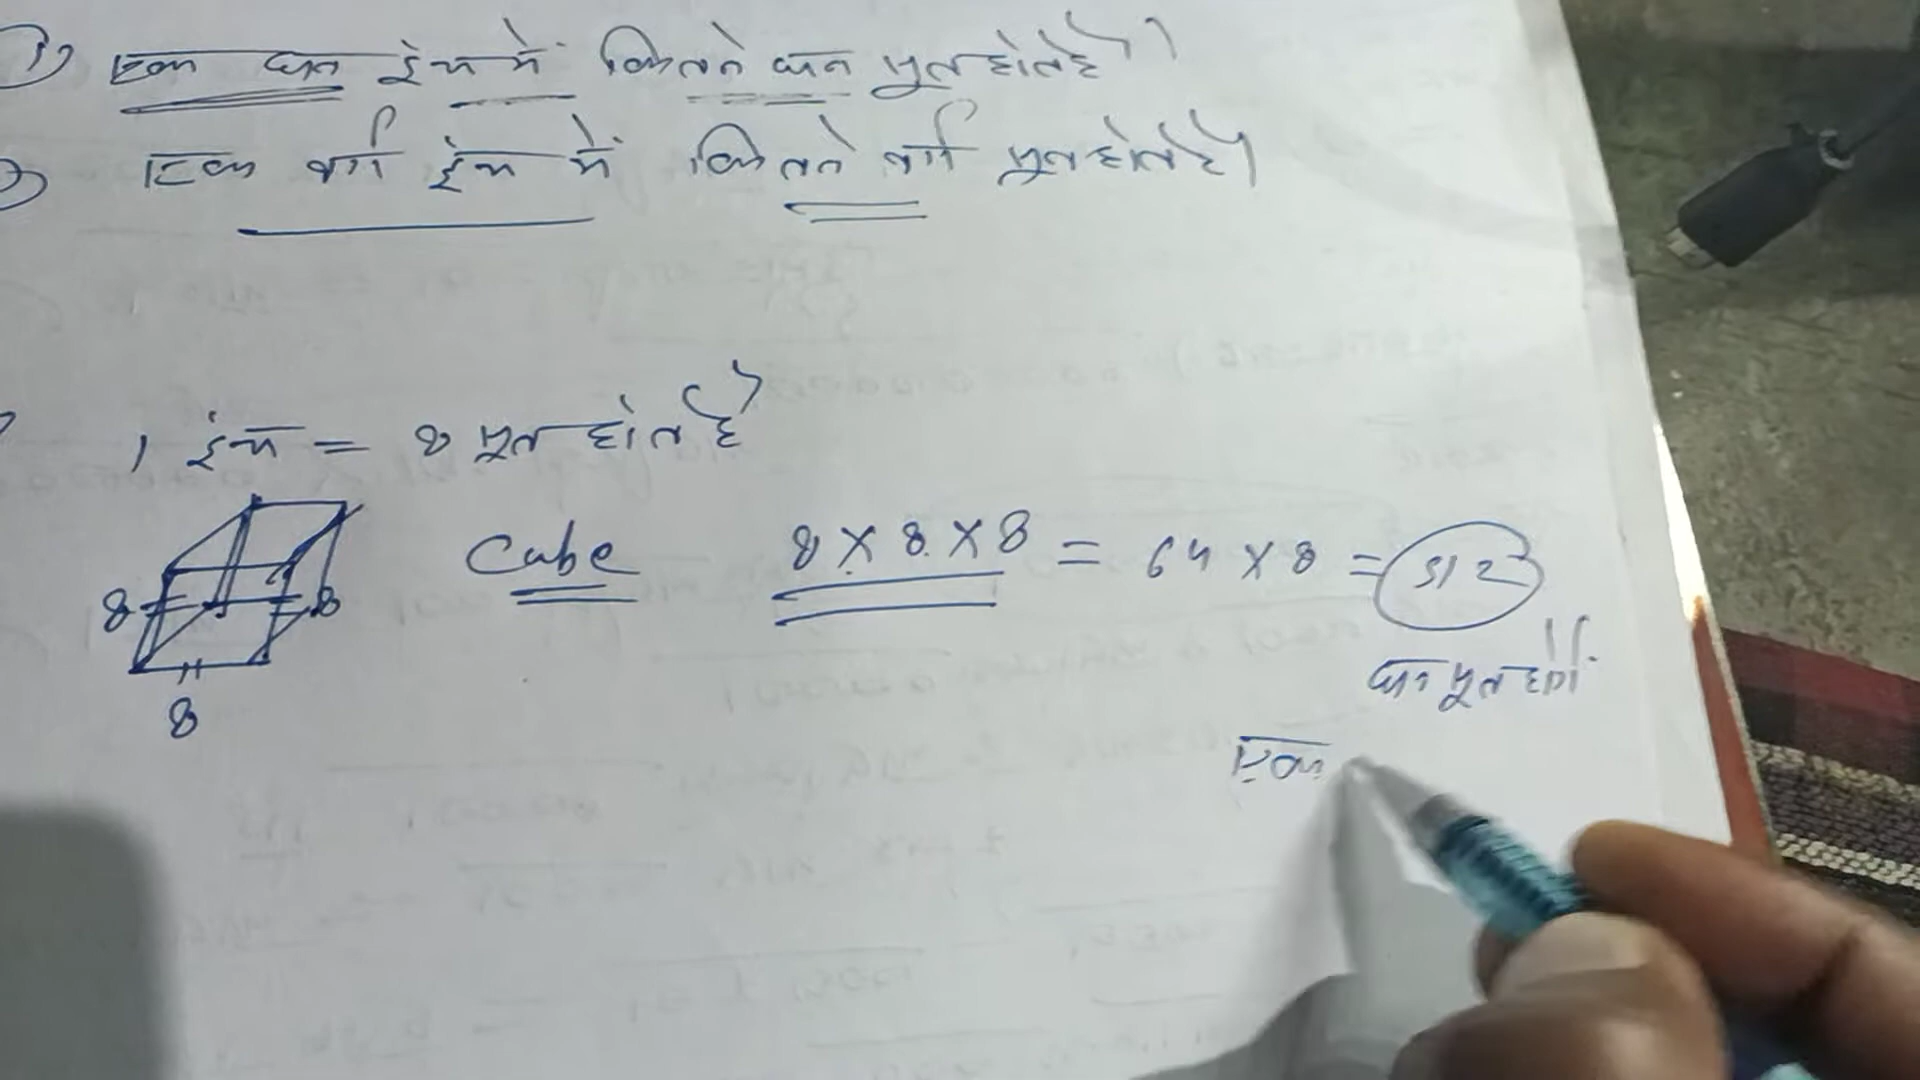 1) एक घन इंच में कितने घन सूत होते है।
2) एक वर्ग इंच में कितने वर्ग सूत होते है।
1 इंच = 8 सूत होते है
Cube 8 × 8 × 8 = 64 × 8 = 512
8 8
घन सूत होंगे
8
एक